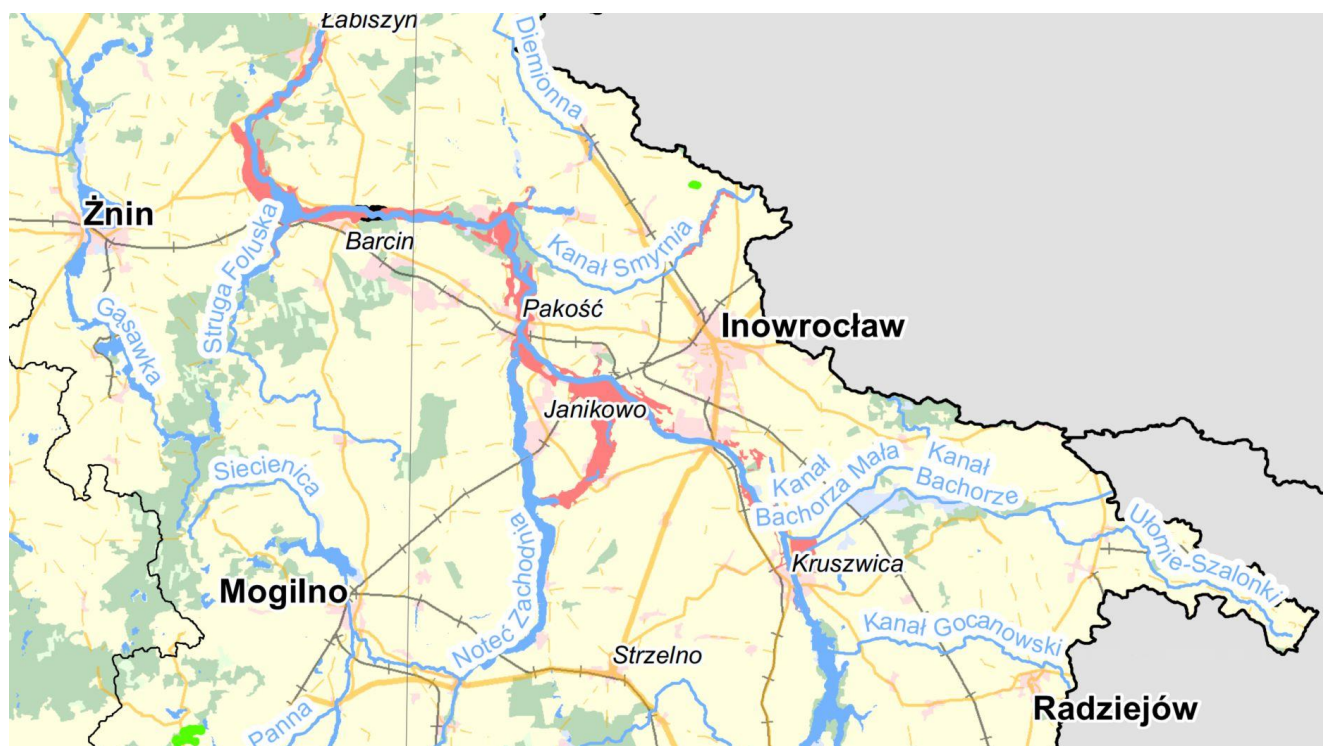 Łabiszyn
Diemionna
Żnin
Struga Foluska
Barcin
Kanał Smyrnia
Gąsawka
Pakość
Inowrocław
Janikowo
Siecienica
Kanał
Bachorza Mała
Kanał
Bachorze
Ułomie-Szalonki
Noteć Zachodnia
Kruszwica
Mogilno
Kanał Gocanowski
Strzelno
Panna
Radziejów